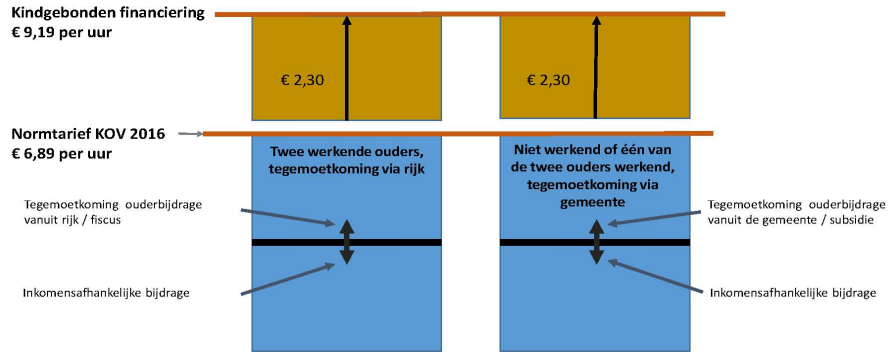 Kindgebonden financiering
€ 9,19 per uur
€ 2,30
€ 2,30
Normtarief KOV 2016
€ 6,89 per uur
Twee werkende ouders,
tegemoetkoming via rijk
Niet werkend of één van
de twee ouders werkend,
tegemoetkoming via
gemeente
Tegemoetkoming ouderbijdrage
vanuit rijk / fiscus
Tegemoetkoming ouderbijdrage
vanuit de gemeente / subsidie
Inkomensafhankelijke bijdrage
Inkomensafhankelijke bijdrage